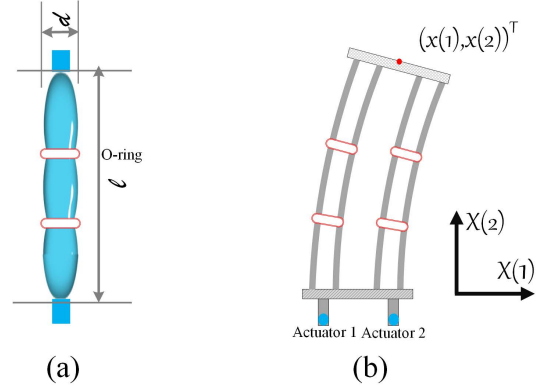 d
O-ring
ℓ
(a)
(x(1),x(2))ᵀ
X(2)
X(1)
Actuator 1 Actuator 2
(b)